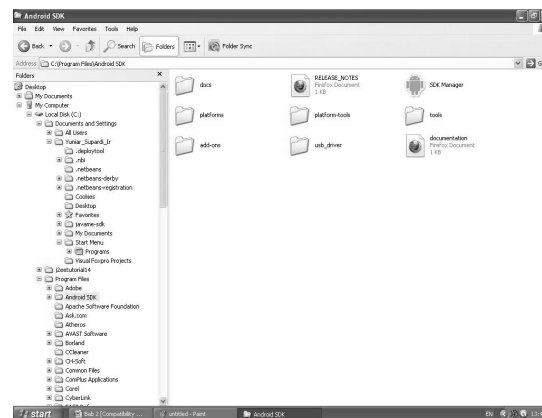 Android SDK
File Edit View Favorites Tools Help
Back Search Folders Folder Sync
Address C:\Program Files\Android SDK
Folders
Desktop
My Documents
My Computer
Local Disk (C:)
Documents and Settings
All Users
Yuniar_Supardi_Ir
.deploytool
.nbi
.netbeans
.netbeans-derby
.netbeans-registration
Cookies
Desktop
Favorites
javame-sdk
My Documents
Start Menu
Programs
Visual Foxpro Projects
j2eetutorial14
Program Files
Adobe
Android SDK
Apache Software Foundation
Ask.com
Atheros
AVAST Software
Borland
CCleaner
CH-Soft
Common Files
ComPlus Applications
Corel
CyberLink
docs
RELEASE_NOTES
Firefox Document
1 KB
SDK Manager
platforms
platform-tools
tools
add-ons
usb_driver
documentation
Firefox Document
1 KB
start Bab 2 [Compatibility ... untitled - Paint Android SDK EN